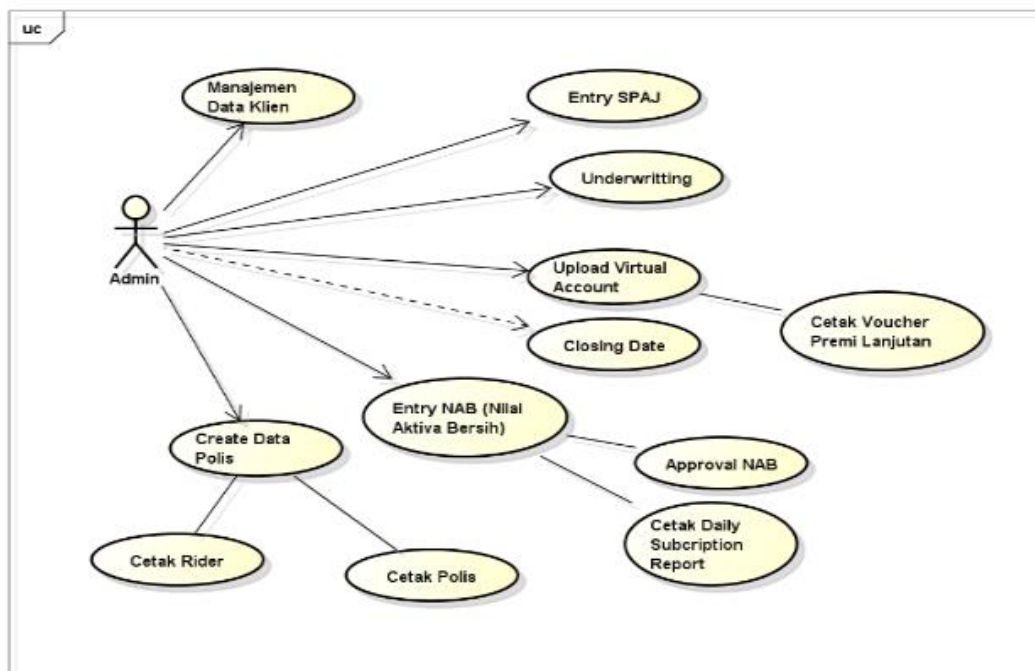 uc
Manajemen
Data Klien
Entry SPAJ
Underwritting
Admin
Upload Virtual
Account
Cetak Voucher
Premi Lanjutan
Closing Date
Entry NAB (Nilai
Aktiva Bersih)
Create Data
Polis
Approval NAB
Cetak Daily
Subcription
Report
Cetak Rider
Cetak Polis